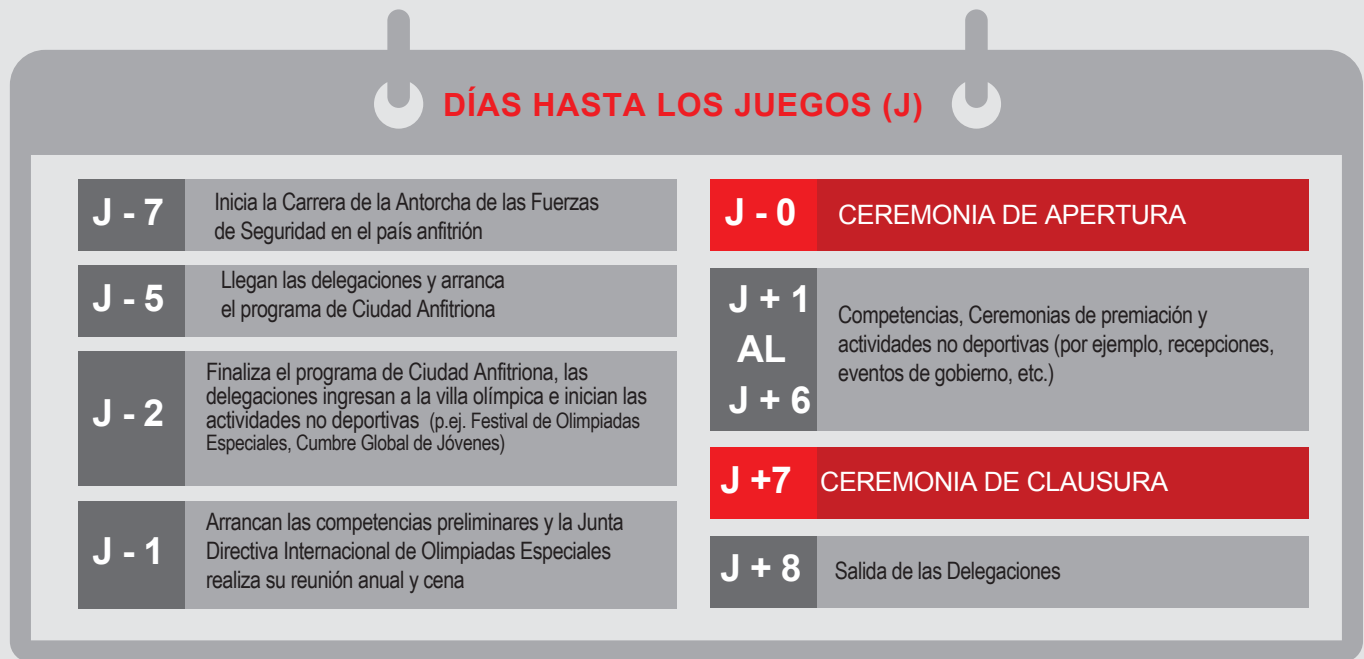 DÍAS HASTA LOS JUEGOS (J)
J - 7
Inicia la Carrera de la Antorcha de las Fuerzas
de Seguridad en el país anfitrión
J - 5
Llegan las delegaciones y arranca
el programa de Ciudad Anfitriona
J - 2
Finaliza el programa de Ciudad Anfitriona, las
delegaciones ingresan a la villa olímpica e inician las
actividades no deportivas (p.ej. Festival de Olimpiadas
Especiales, Cumbre Global de Jóvenes)
J - 1
Arrancan las competencias preliminares y la Junta
Directiva Internacional de Olimpiadas Especiales
realiza su reunión anual y cena
J - 0
CEREMONIA DE APERTURA
J + 1
AL
J + 6
Competencias, Ceremonias de premiación y
actividades no deportivas (por ejemplo, recepciones,
eventos de gobierno, etc.)
J +7
CEREMONIA DE CLAUSURA
J + 8
Salida de las Delegaciones